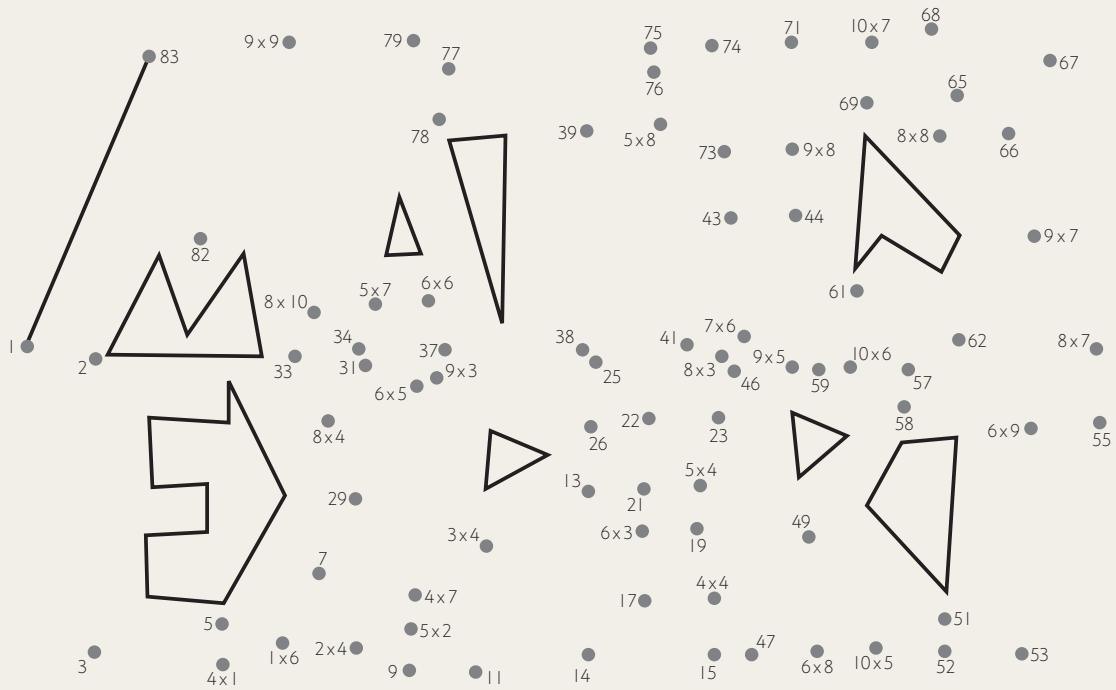 68
75 71 10x7
83 9x9 79 74
77 67
76 65
69
78 39 5x8 8x8
73 9x8 66
43 44
82 9x7
5x7 6x6
8x10 61
7x6
1 34 38 41 62 8x7
2 33 31 37 9x3 25 8x3 46 9x5 59 10x6 57
6x5
8x4 26 22 23 58 6x9 55
5x4
29 13 21
3x4 6x3 19 49
7
4x7 17 4x4
5 5x2 51
3 4x1 1x6 2x4 9 11 14 15 47 6x8 10x5 52 53